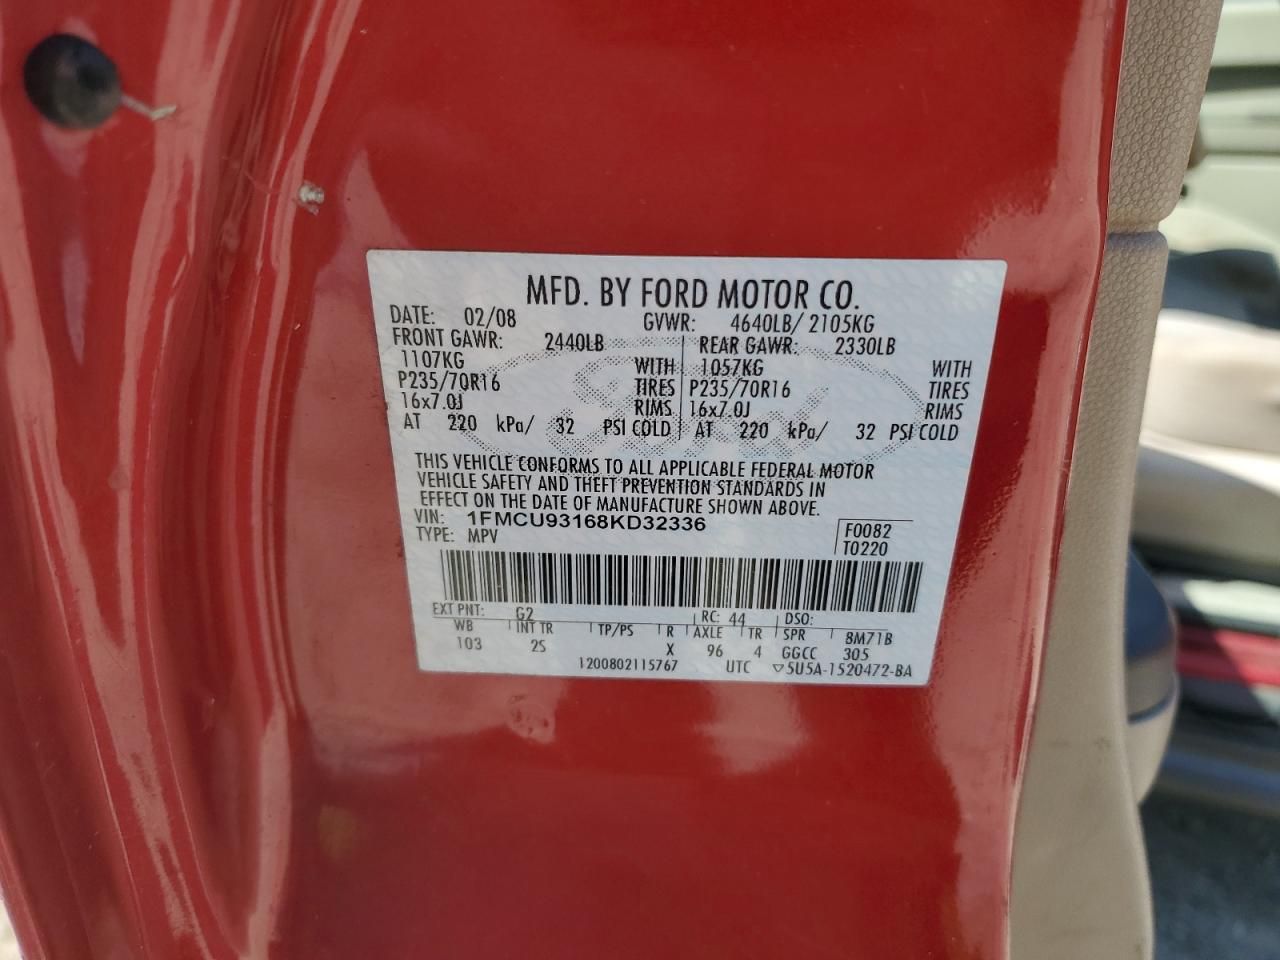 MFD. BY FORD MOTOR CO.
DATE: 02/08 GVWR: 4640LB/ 2105KG
FRONT GAWR: 2440LB REAR GAWR: 2330LB
1107KG WITH 1057KG WITH
P235/70R16 TIRES P235/70R16 TIRES
16x7.0J RIMS 16x7.0J RIMS
AT 220 kPa/ 32 PSI COLD AT 220 kPa/ 32 PSI COLD
THIS VEHICLE CONFORMS TO ALL APPLICABLE FEDERAL MOTOR
VEHICLE SAFETY AND THEFT PREVENTION STANDARDS IN
EFFECT ON THE DATE OF MANUFACTURE SHOWN ABOVE.
VIN: 1FMCU93168KD32336 F0082
TYPE: MPV T0220
EXT PNT: G2 RC: 44 DSO:
WB INT TR TP/PS R AXLE TR SPR 8M71B
103 2S X 96 4 GGCC 305
1200802115767 UTC ▽5U5A-1520472-BA